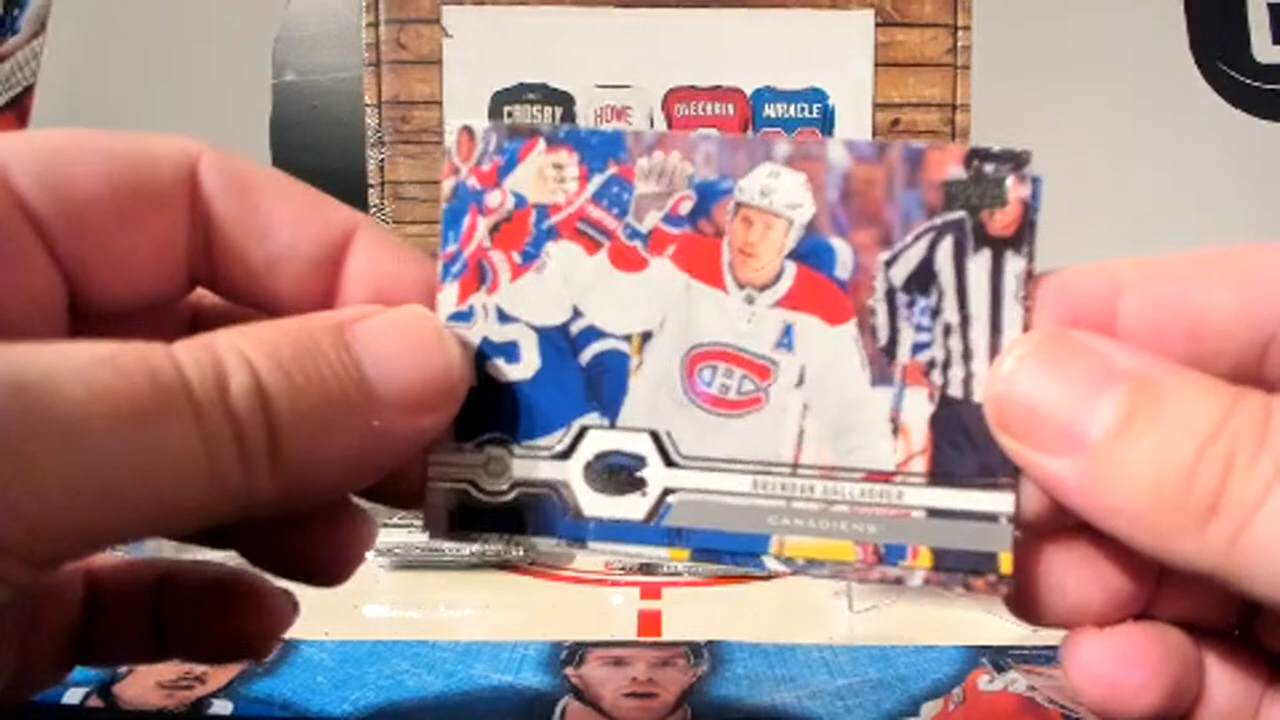 CROSBY HOWE OVECHKIN MIRACLE
A
BRENDAN GALLAGHER
CANADIENS